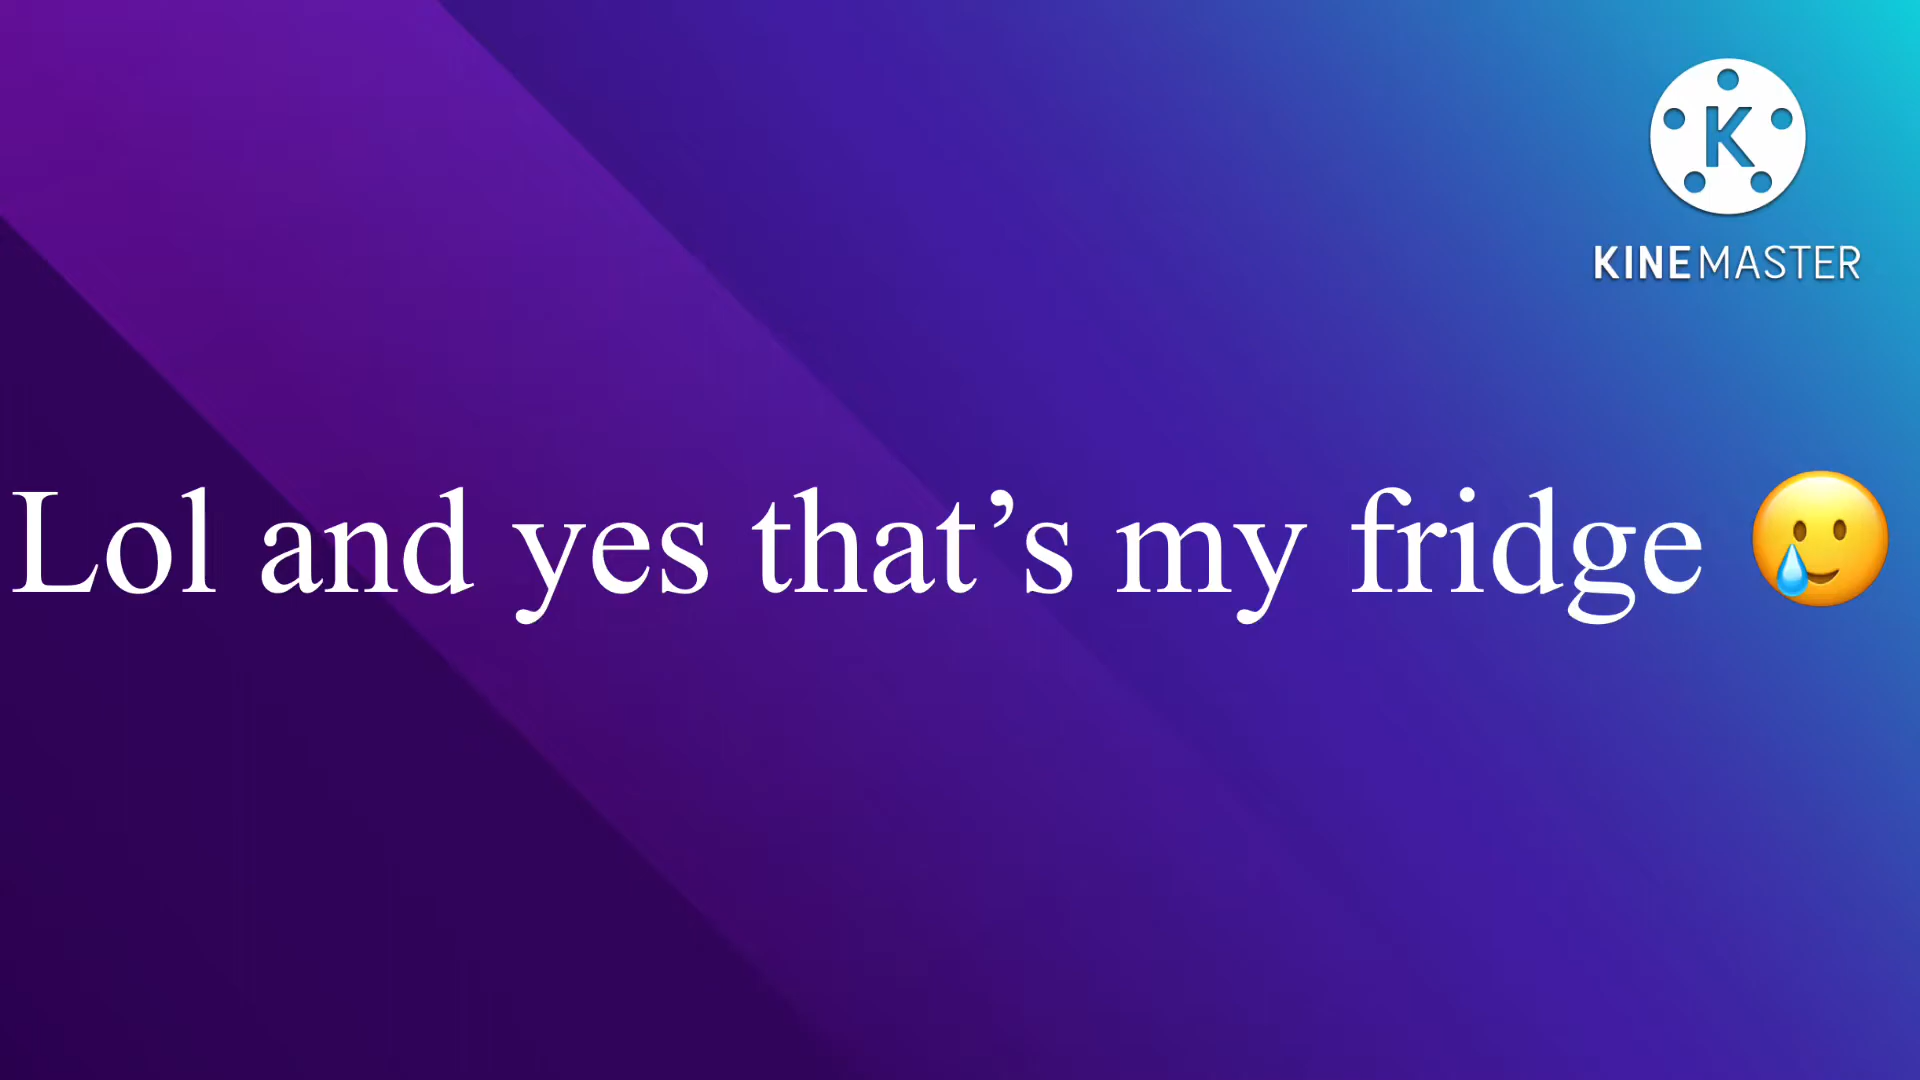 K
KINEMASTER
Lol and yes that’s my fridge 🥲